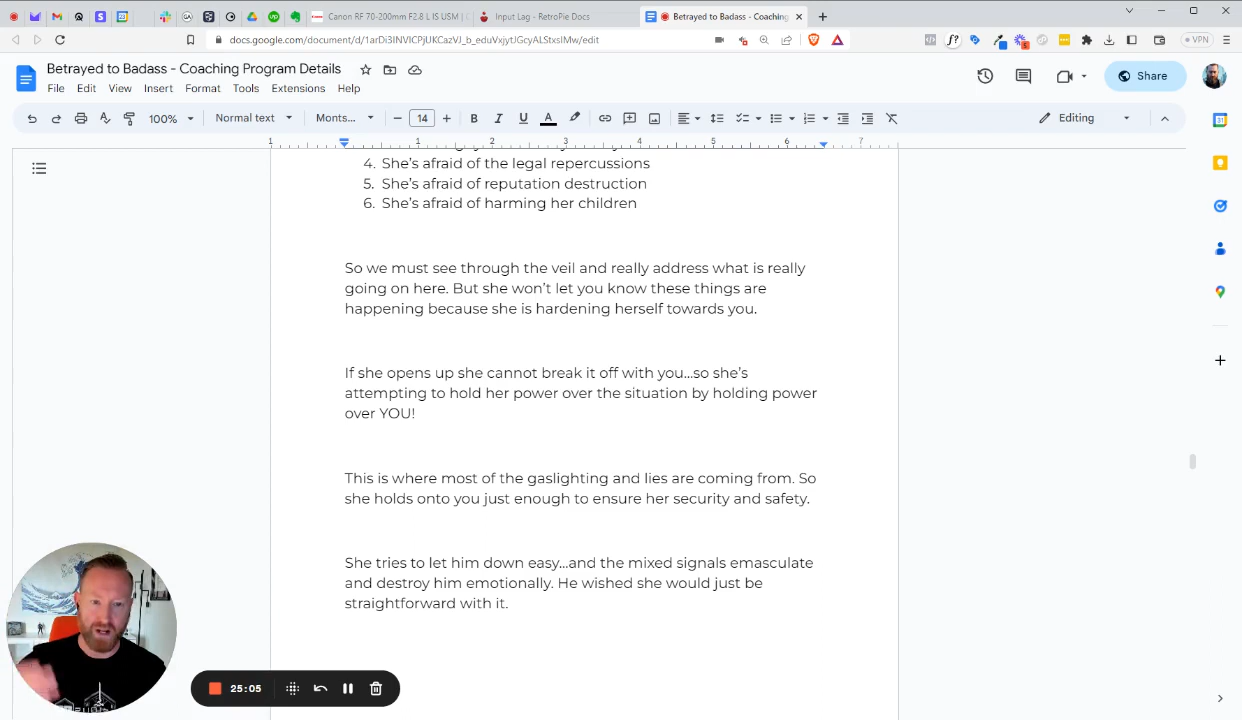 Canon RF 70-200mm F2.8 L IS USM | 
Input Lag - RetroPie Docs
Betrayed to Badass - Coaching
docs.google.com/document/d/
/edit
VPN
Betrayed to Badass - Coaching Program Details
File Edit View Insert Format Tools Extensions Help
Share
100% Normal text Monts... 14 B I U A
Editing
1 1 2 3 4 5 6 7
4. She's afraid of the legal repercussions
5. She's afraid of reputation destruction
6. She's afraid of harming her children
So we must see through the veil and really address what is really
going on here. But she won't let you know these things are
happening because she is hardening herself towards you.
If she opens up she cannot break it off with you...so she's
attempting to hold her power over the situation by holding power
over YOU!
This is where most of the gaslighting and lies are coming from. So
she holds onto you just enough to ensure her security and safety.
She tries to let him down easy...and the mixed signals emasculate
and destroy him emotionally. He wished she would just be
straightforward with it.
25:05